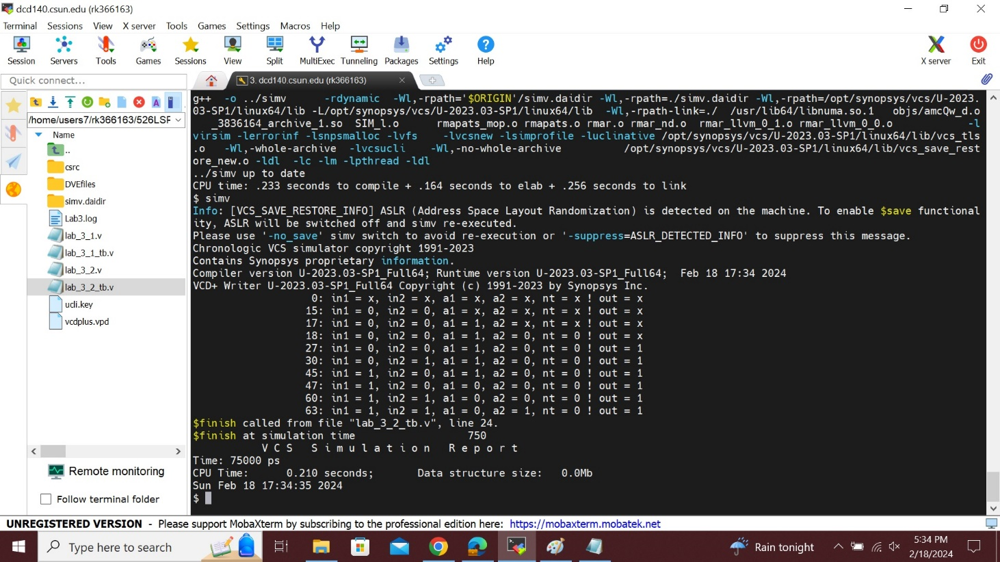 dcd140.csun.edu (rk366163)
Terminal Sessions View X server Tools Games Settings Macros Help
Session Servers Tools Games Sessions View Split MultiExec Tunneling Packages Settings Help X server Exit
Quick connect...
3. dcd140.csun.edu (rk366163)
/home/users7/rk366163/526LSF
Name
..
csrc
DVEfiles
simv.daidir
Lab3.log
lab_3_1.v
lab_3_1_tb.v
lab_3_2.v
lab_3_2_tb.v
ucli.key
vcdplus.vpd
Remote monitoring
Follow terminal folder
g++ -o ../simv -rdynamic -Wl,-rpath='$ORIGIN'/simv.daidir -Wl,-rpath=./simv.daidir -Wl,-rpath=/opt/synopsys/vcs/U-2023.
03-SP1/linux64/lib -L/opt/synopsys/vcs/U-2023.03-SP1/linux64/lib -Wl,-rpath-link=./ /usr/lib64/libnuma.so.1 objs/amcQw_d.o
_3836164_archive_1.so SIM_l.o rmapats_mop.o rmapats.o rmar.o rmar_nd.o rmar_llvm_0_1.o rmar_llvm_0_0.o -l
virsim -lerrorinf -lsnpsmalloc -lvfs -lvcsnew -lsimprofile -luclinative /opt/synopsys/vcs/U-2023.03-SP1/linux64/lib/vcs_tls
.o -Wl,-whole-archive -lvcsucli -Wl,-no-whole-archive /opt/synopsys/vcs/U-2023.03-SP1/linux64/lib/vcs_save_rest
ore_new.o -ldl -lc -lm -lpthread -ldl
../simv up to date
CPU time: .233 seconds to compile + .164 seconds to elab + .256 seconds to link
$ simv
Info: [VCS_SAVE_RESTORE_INFO] ASLR (Address Space Layout Randomization) is detected on the machine. To enable $save functional
ity, ASLR will be switched off and simv re-executed.
Please use '-no_save' simv switch to avoid re-execution or '-suppress=ASLR_DETECTED_INFO' to suppress this message.
Chronologic VCS simulator copyright 1991-2023
Contains Synopsys proprietary information.
Compiler version U-2023.03-SP1_Full64; Runtime version U-2023.03-SP1_Full64; Feb 18 17:34 2024
VCD+ Writer U-2023.03-SP1_Full64 Copyright (c) 1991-2023 by Synopsys Inc.
0: in1 = x, in2 = x, a1 = x, a2 = x, nt = x ! out = x
15: in1 = 0, in2 = 0, a1 = x, a2 = x, nt = x ! out = x
17: in1 = 0, in2 = 0, a1 = 1, a2 = x, nt = x ! out = x
18: in1 = 0, in2 = 0, a1 = 1, a2 = 0, nt = 0 ! out = x
27: in1 = 0, in2 = 0, a1 = 1, a2 = 0, nt = 0 ! out = 1
30: in1 = 0, in2 = 1, a1 = 1, a2 = 0, nt = 0 ! out = 1
45: in1 = 1, in2 = 0, a1 = 1, a2 = 0, nt = 0 ! out = 1
47: in1 = 1, in2 = 0, a1 = 0, a2 = 0, nt = 0 ! out = 1
60: in1 = 1, in2 = 1, a1 = 0, a2 = 0, nt = 0 ! out = 1
63: in1 = 1, in2 = 1, a1 = 0, a2 = 1, nt = 0 ! out = 1
$finish called from file "lab_3_2_tb.v", line 24.
$finish at simulation time 750
V C S S i m u l a t i o n R e p o r t
Time: 75000 ps
CPU Time: 0.210 seconds; Data structure size: 0.0Mb
Sun Feb 18 17:34:35 2024
$
UNREGISTERED VERSION - Please support MobaXterm by subscribing to the professional edition here: https://mobaxterm.mobatek.net
Type here to search
Rain tonight
5:34 PM
2/18/2024